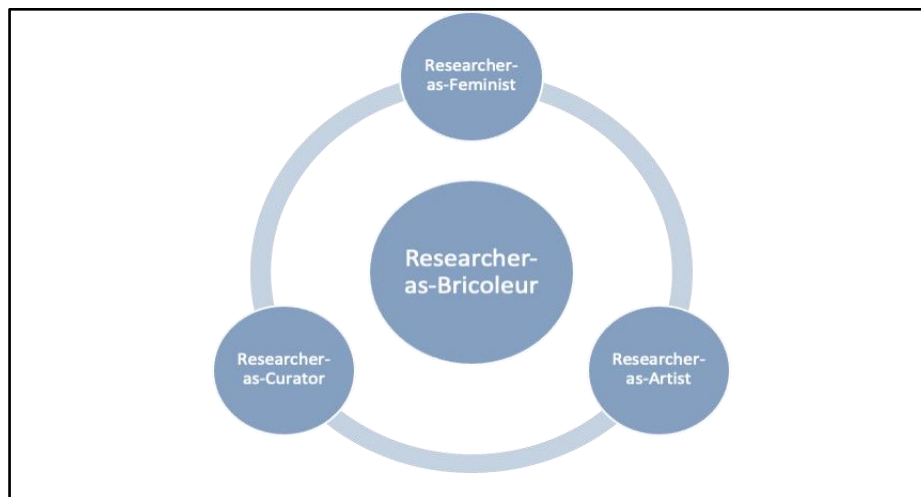 Researcher-
as-Feminist
Researcher-
as-Bricoleur
Researcher-
as-Curator
Researcher-
as-Artist